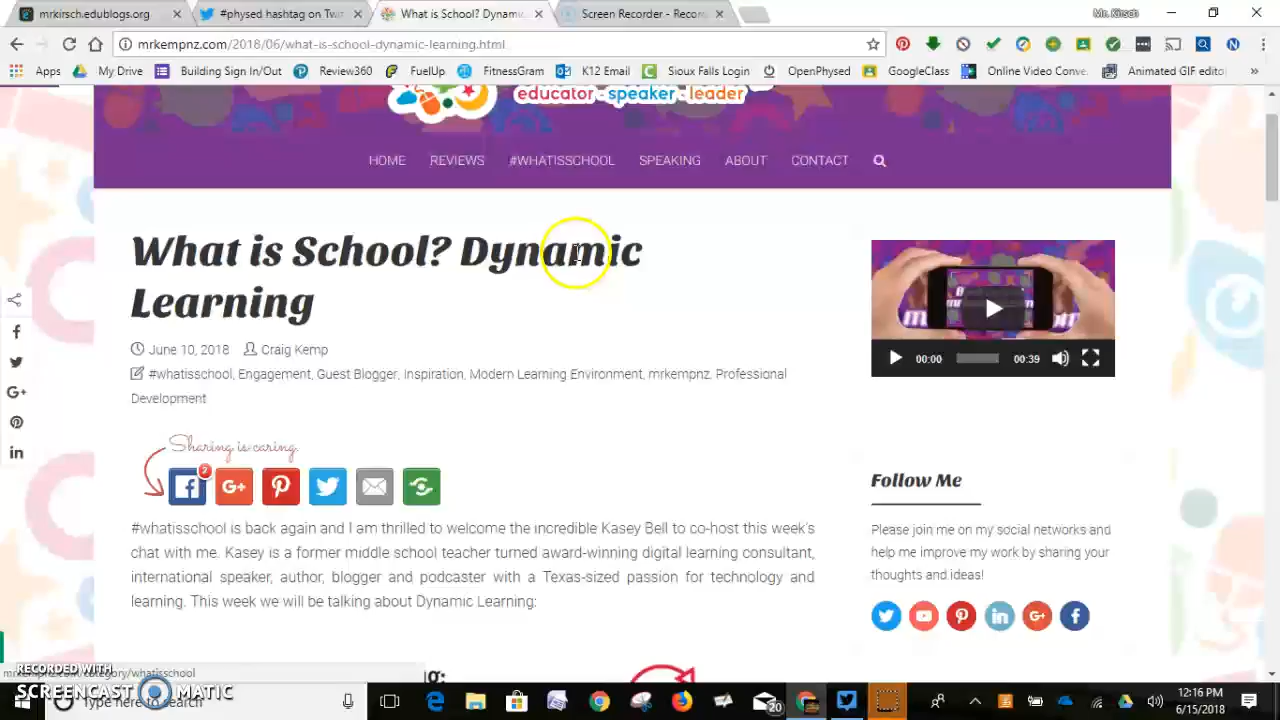 mrkirsch.edublogs.org
#physed hashtag on Twi
What is School? Dynamic
Screen Recorder - Record
Mr. Kirsch
mrkempnz.com/2018/06/what-is-school-dynamic-learning.html
Apps My Drive Building Sign In/Out Review360 FuelUp FitnessGram K12 Email Sioux Falls Login OpenPhysed GoogleClass Online Video Conve. Animated GIF editor »
educator - speaker - leader
HOME REVIEWS #WHATISSCHOOL SPEAKING ABOUT CONTACT
What is School? Dynamic
Learning
June 10, 2018 Craig Kemp
#whatisschool, Engagement, Guest Blogger, Inspiration, Modern Learning Environment, mrkempnz, Professional
Development
Sharing is caring.
#whatisschool is back again and I am thrilled to welcome the incredible Kasey Bell to co-host this week's
chat with me. Kasey is a former middle school teacher turned award-winning digital learning consultant,
international speaker, author, blogger and podcaster with a Texas-sized passion for technology and
learning. This week we will be talking about Dynamic Learning:
00:00 00:39
Follow Me
Please join me on my social networks and
help me improve my work by sharing your
thoughts and ideas!
mrkempnz.com/category/whatisschool
RECORDED WITH
SCREENCAST MATIC
Type here to search
20
12:16 PM
6/15/2018